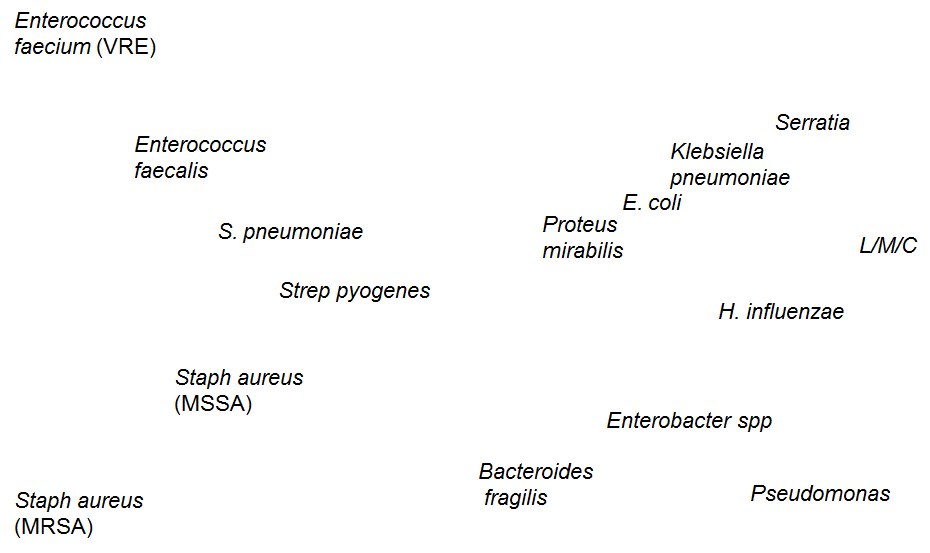 Enterococcus
faecium (VRE)
Serratia
Enterococcus
faecalis
Klebsiella
pneumoniae
E. coli
S. pneumoniae
Proteus
mirabilis
L/M/C
Strep pyogenes
H. influenzae
Staph aureus
(MSSA)
Enterobacter spp
Bacteroides
fragilis
Pseudomonas
Staph aureus
(MRSA)